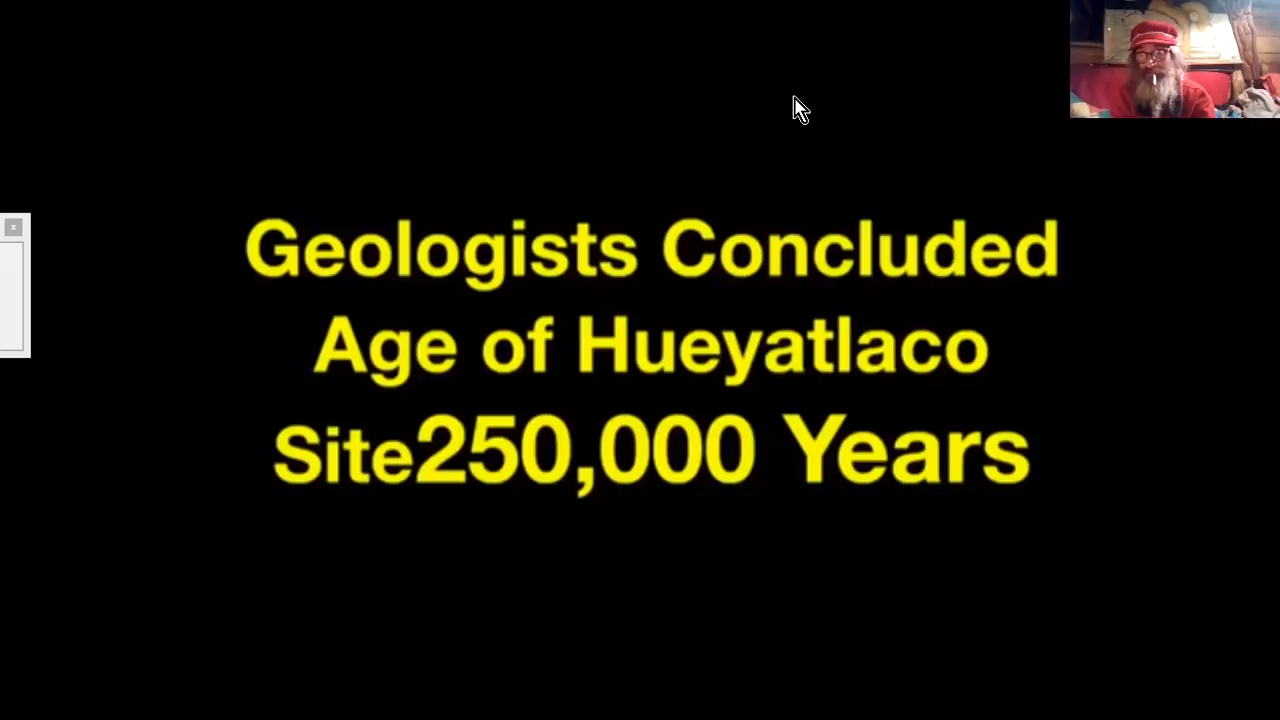 Geologists Concluded
Age of Hueyatlaco
Site250,000 Years